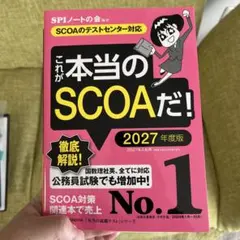 SPIノートの会
SCOAのテストセンター対応
これが
本当の
SCOAだ!
2027年度版
徹底
解説!
国数理社英、全てに対応
公務員試験でも増加中!
SCOA対策
関連本で売上
No.1